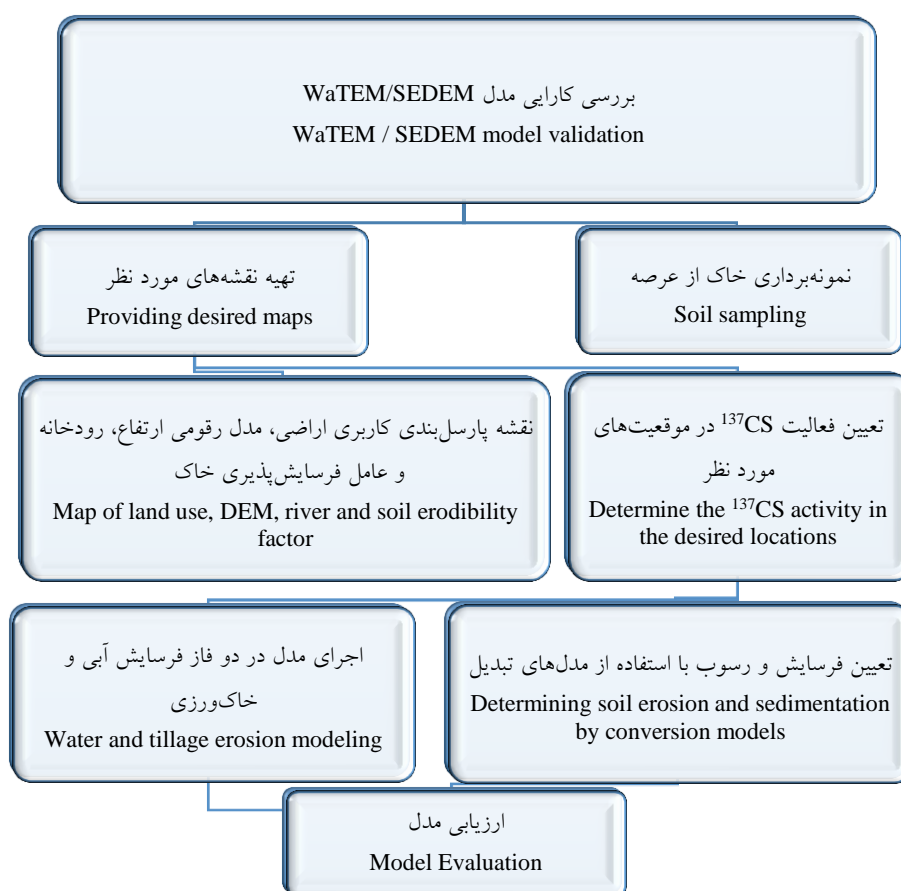 بررسی کارایی مدل WaTEM/SEDEM
WaTEM / SEDEM model validation
تهیه نقشه‌های مورد نظر
Providing desired maps
نمونه‌برداری خاک از عرصه
Soil sampling
نقشه پارسل‌بندی کاربری اراضی، مدل رقومی ارتفاع، رودخانه
و عامل فرسایش‌پذیری خاک
Map of land use, DEM, river and soil erodibility
factor
تعیین فعالیت ¹³⁷CS در موقعیت‌های
مورد نظر
Determine the ¹³⁷CS activity in
the desired locations
اجرای مدل در دو فاز فرسایش آبی و
خاک‌ورزی
Water and tillage erosion modeling
تعیین فرسایش و رسوب با استفاده از مدل‌های تبدیل
Determining soil erosion and sedimentation
by conversion models
ارزیابی مدل
Model Evaluation